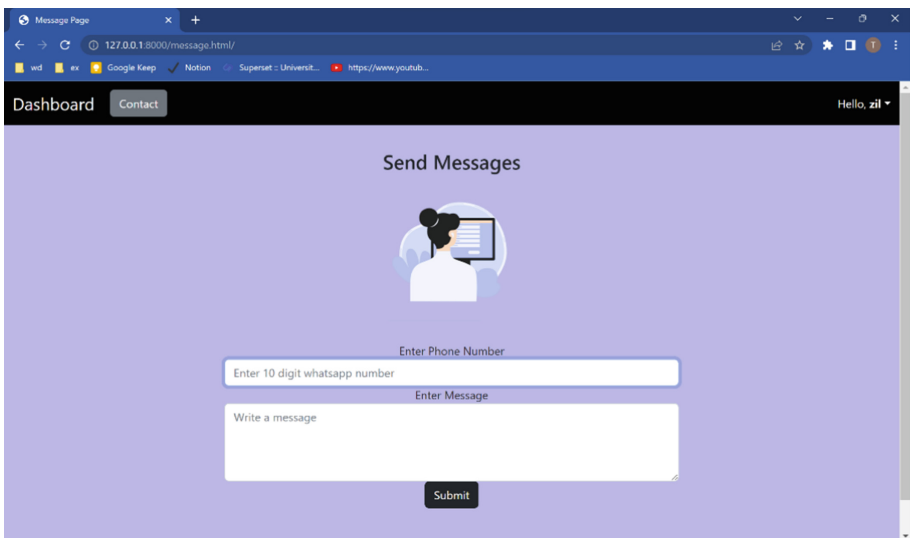 Message Page
127.0.0.1:8000/message.html/
wd ex Google Keep Notion Superset :: Universit... https://www.youtub...
T
Dashboard Contact Hello, zil
Send Messages
Enter Phone Number
Enter 10 digit whatsapp number
Enter Message
Write a message
Submit